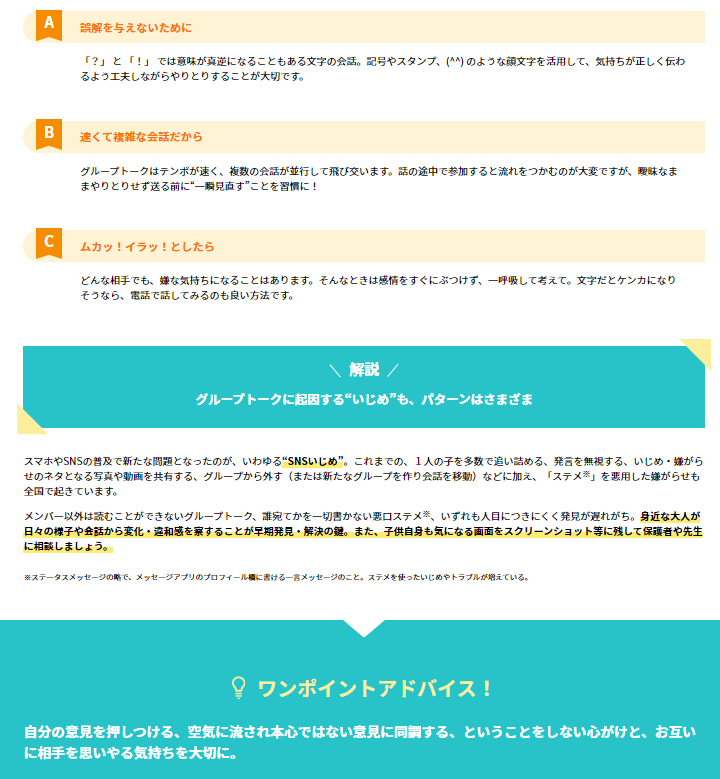 A 誤解を与えないために
「？」 と 「！」 では意味が真逆になることもある文字の会話。記号やスタンプ、(^^) のような顔文字を活用して、気持ちが正しく伝わ
るよう工夫しながらやりとりすることが大切です。
B 速くて複雑な会話だから
グループトークはテンポが速く、複数の会話が並行して飛び交います。話の途中で参加すると流れをつかむのが大変ですが、曖昧なま
まやりとりせず送る前に“一瞬見直す”ことを習慣に！
C ムカッ！イラッ！としたら
どんな相手でも、嫌な気持ちになることはあります。そんなときは感情をすぐにぶつけず、一呼吸して考えて。文字だとケンカになり
そうなら、電話で話してみるのも良い方法です。
＼ 解説 ／
グループトークに起因する“いじめ”も、パターンはさまざま
スマホやSNSの普及で新たな問題となったのが、いわゆる“SNSいじめ”。これまでの、１人の子を多数で追い詰める、発言を無視する、いじめ・嫌がら
せのネタとなる写真や動画を共有する、グループから外す（または新たなグループを作り会話を移動）などに加え、「ステメ※」を悪用した嫌がらせも
全国で起きています。
メンバー以外は読むことができないグループトーク、誰宛てかを一切書かない悪口ステメ※、いずれも人目につきにくく発見が遅れがち。身近な大人が
日々の様子や会話から変化・違和感を察することが早期発見・解決の鍵。また、子供自身も気になる画面をスクリーンショット等に残して保護者や先生
に相談しましょう。
※ステータスメッセージの略で、メッセージアプリのプロフィール欄に書ける一言メッセージのこと。ステメを使ったいじめやトラブルが増えている。
ワンポイントアドバイス！
自分の意見を押しつける、空気に流され本心ではない意見に同調する、ということをしない心がけと、お互い
に相手を思いやる気持ちを大切に。